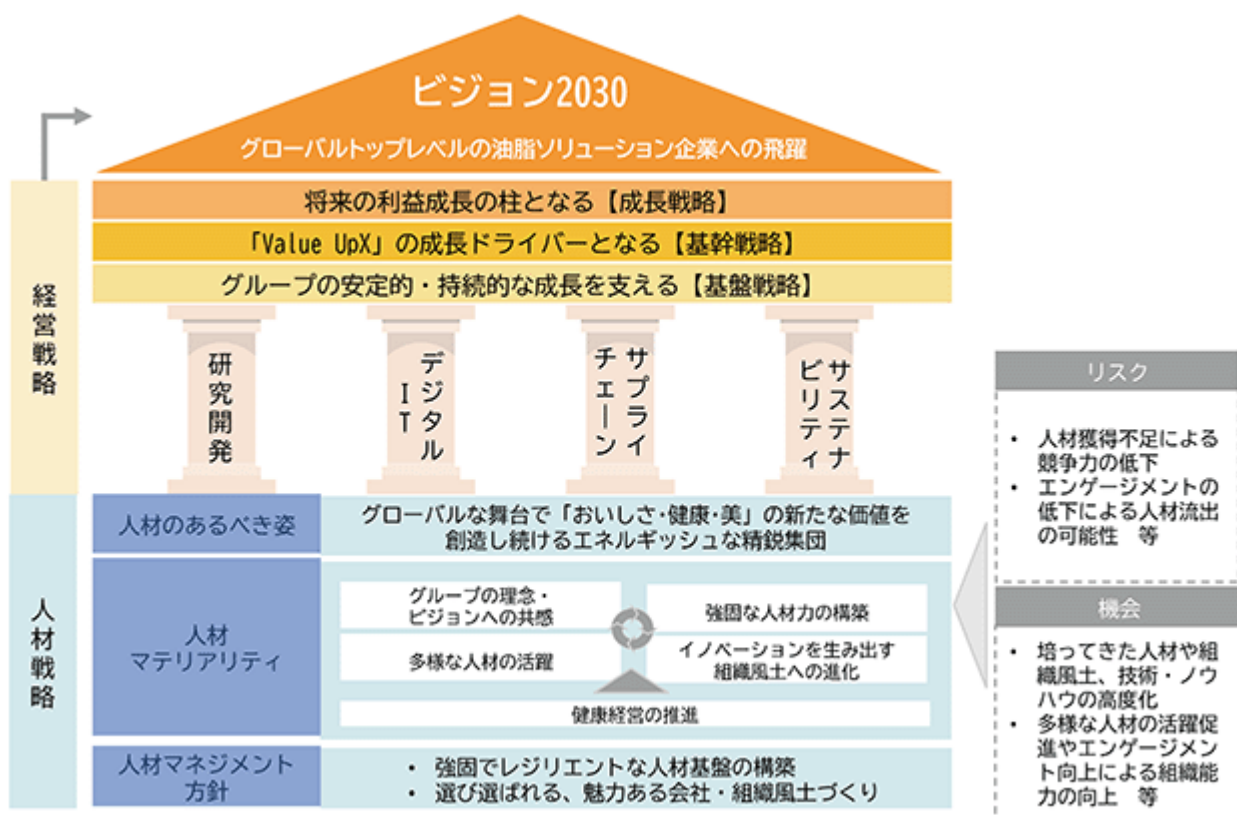 ビジョン2030
グローバルトップレベルの油脂ソリューション企業への飛躍
経営戦略
将来の利益成長の柱となる【成長戦略】
「Value UpX」の成長ドライバーとなる【基幹戦略】
グループの安定的・持続的な成長を支える【基盤戦略】
研究開発
デジタル
IT
サプライ
チェーン
サステナ
ビリティ
人材戦略
人材のあるべき姿
グローバルな舞台で「おいしさ・健康・美」の新たな価値を
創造し続けるエネルギッシュな精鋭集団
人材
マテリアリティ
グループの理念・
ビジョンへの共感
強固な人材力の構築
多様な人材の活躍
イノベーションを生み出す
組織風土への進化
健康経営の推進
人材マネジメント
方針
• 強固でレジリエントな人材基盤の構築
• 選び選ばれる、魅力ある会社・組織風土づくり
リスク
• 人材獲得不足による
競争力の低下
• エンゲージメントの
低下による人材流出
の可能性 等
機会
• 培ってきた人材や組
織風土、技術・ノウ
ハウの高度化
• 多様な人材の活躍促
進やエンゲージメン
ト向上による組織能
力の向上 等